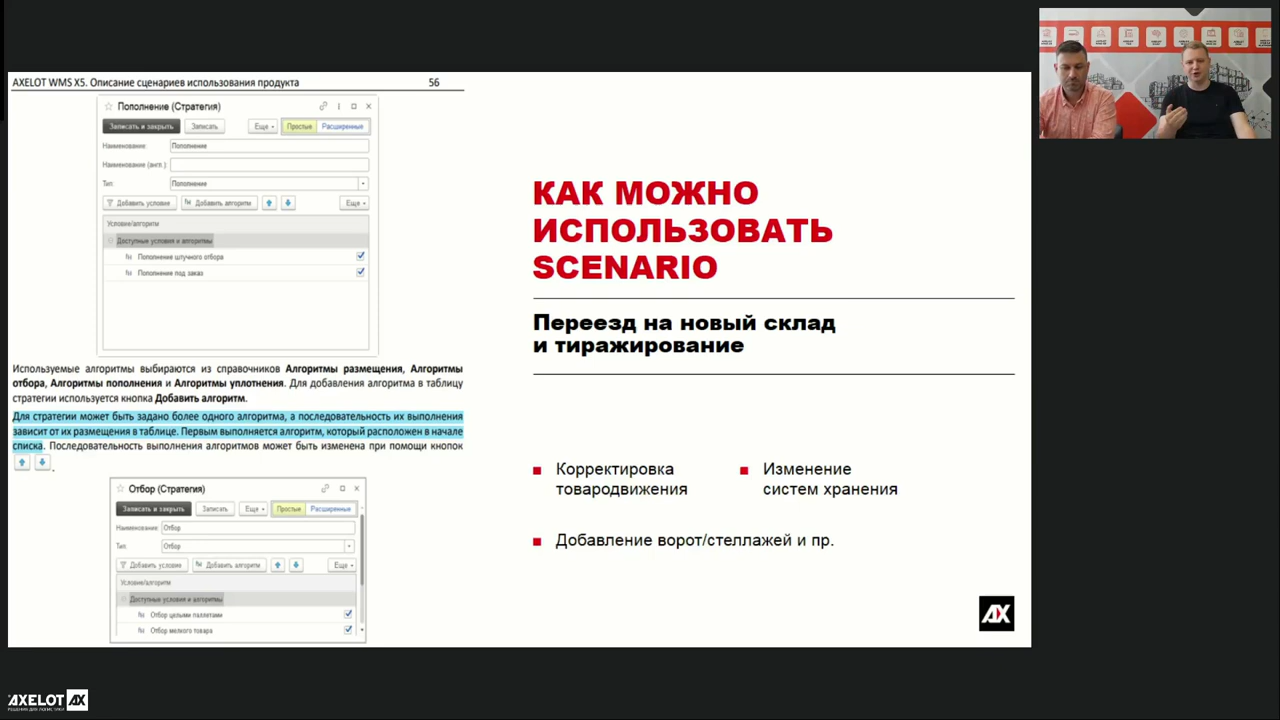 AXELOT WMS X5. Описание сценариев использования продукта 56
Пополнение (Стратегия)
Записать и закрыть Записать Еще Простые Расширенные
Наименование: Пополнение
Наименование (англ.):
Тип: Пополнение
Добавить условие Добавить алгоритм Еще
Условия/алгоритм
Доступные условия и алгоритмы
Пополнение штучного отбора
Пополнение под заказ
Используемые алгоритмы выбираются из справочников Алгоритмы размещения, Алгоритмы
отбора, Алгоритмы пополнения и Алгоритмы уплотнения. Для добавления алгоритма в таблицу
стратегии используется кнопка Добавить алгоритм.
Для стратегии может быть задано более одного алгоритма, а последовательность их выполнения
зависит от их размещения в таблице. Первым выполняется алгоритм, который расположен в начале
списка. Последовательность выполнения алгоритмов может быть изменена при помощи кнопок
.
Отбор (Стратегия)
Записать и закрыть Записать Еще Простые Расширенные
Наименование: Отбор
Тип: Отбор
Добавить условие Добавить алгоритм Еще
Условие/алгоритм
Доступные условия и алгоритмы
Отбор целыми паллетами
Отбор мелкого товара
КАК МОЖНО
ИСПОЛЬЗОВАТЬ
SCENARIO
Переезд на новый склад
и тиражирование
Корректировка
товародвижения
Изменение
систем хранения
Добавление ворот/стеллажей и пр.
AX
AXELOT AX
РЕШЕНИЯ ДЛЯ ЛОГИСТИКИ